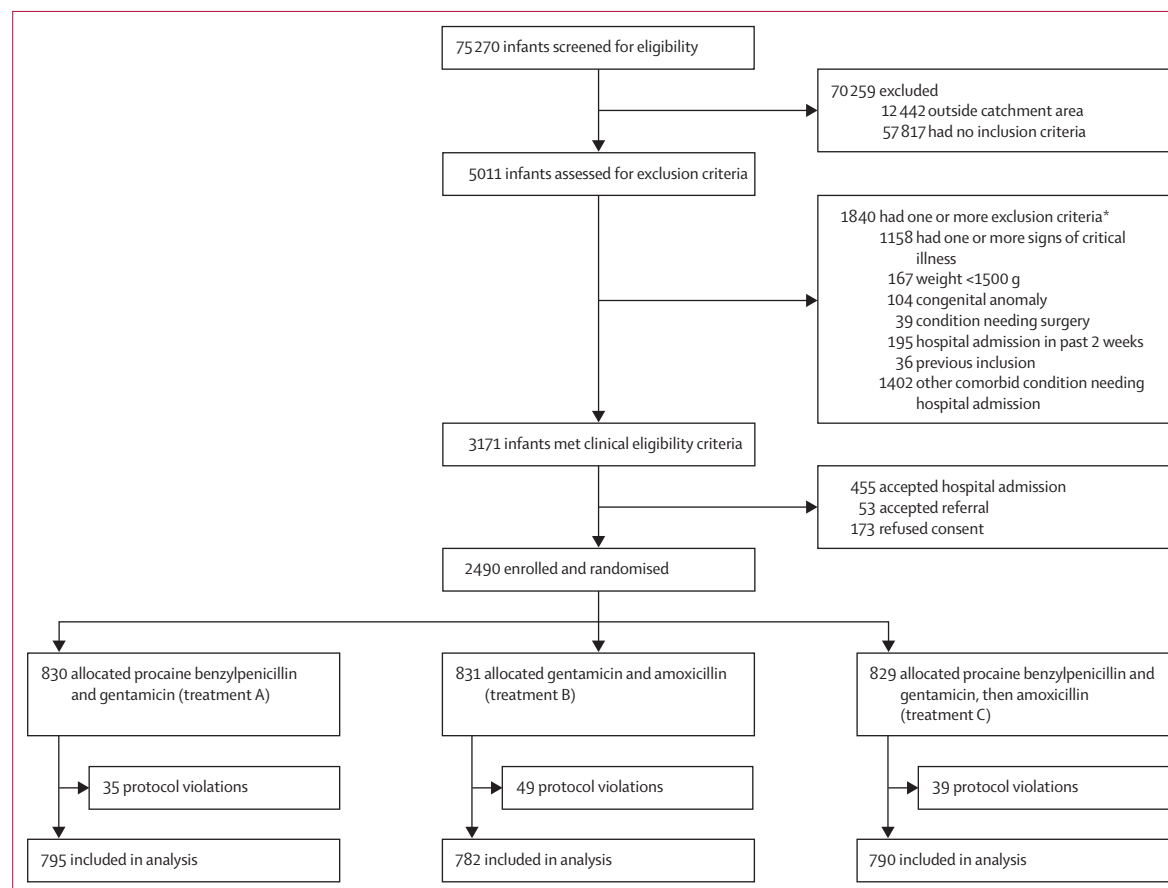 75 270 infants screened for eligibility
70 259 excluded
12 442 outside catchment area
57 817 had no inclusion criteria
5011 infants assessed for exclusion criteria
1840 had one or more exclusion criteria*
1158 had one or more signs of critical
illness
167 weight <1500 g
104 congenital anomaly
39 condition needing surgery
195 hospital admission in past 2 weeks
36 previous inclusion
1402 other comorbid condition needing
hospital admission
3171 infants met clinical eligibility criteria
455 accepted hospital admission
53 accepted referral
173 refused consent
2490 enrolled and randomised
830 allocated procaine benzylpenicillin
and gentamicin (treatment A)
831 allocated gentamicin and amoxicillin
(treatment B)
829 allocated procaine benzylpenicillin and
gentamicin, then amoxicillin
(treatment C)
35 protocol violations
49 protocol violations
39 protocol violations
795 included in analysis
782 included in analysis
790 included in analysis